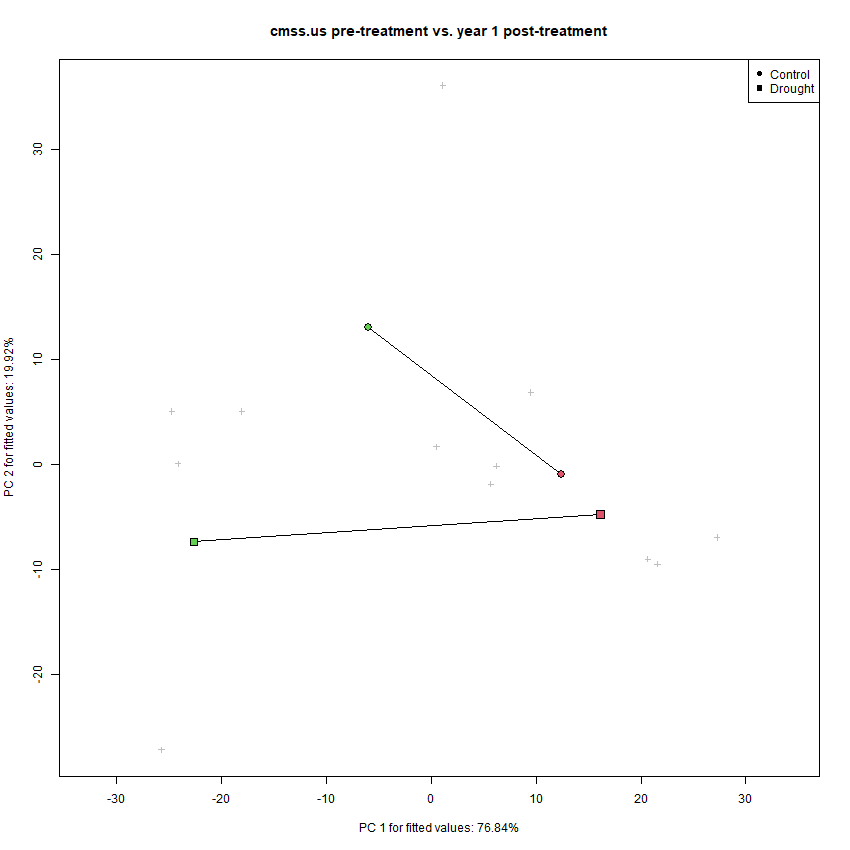 cmss.us pre-treatment vs. year 1 post-treatment
Control
Drought
30
20
10
0
-10
-20
PC 2 for fitted values: 19.92%
-30
-20
-10
0
10
20
30
PC 1 for fitted values: 76.84%